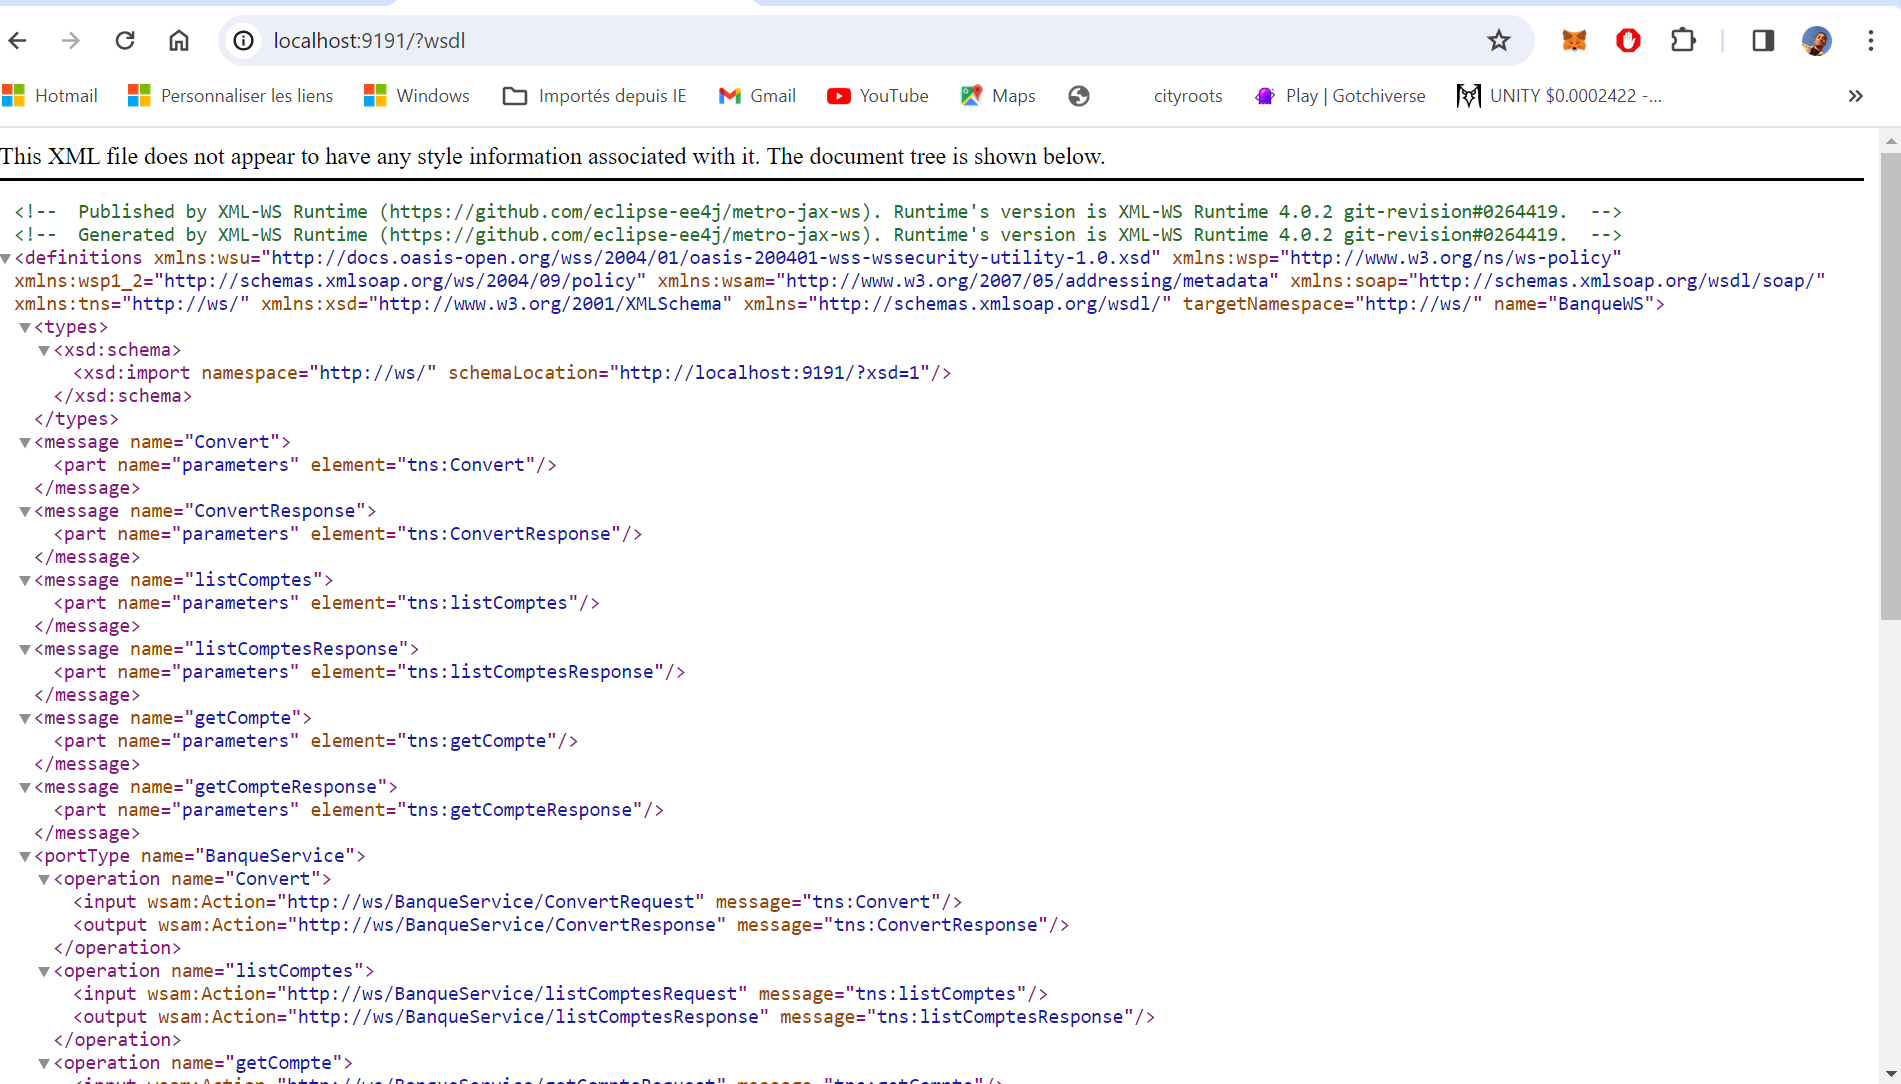 localhost:9191/?wsdl
Hotmail Personnaliser les liens Windows Importés depuis IE Gmail YouTube Maps cityroots Play | Gotchiverse UNITY $0.0002422 -...
This XML file does not appear to have any style information associated with it. The document tree is shown below.
<!-- Published by XML-WS Runtime (https://github.com/eclipse-ee4j/metro-jax-ws). Runtime's version is XML-WS Runtime 4.0.2 git-revision#0264419. -->
<!-- Generated by XML-WS Runtime (https://github.com/eclipse-ee4j/metro-jax-ws). Runtime's version is XML-WS Runtime 4.0.2 git-revision#0264419. -->
<definitions xmlns:wsu="http://docs.oasis-open.org/wss/2004/01/oasis-200401-wss-wssecurity-utility-1.0.xsd" xmlns:wsp="http://www.w3.org/ns/ws-policy"
xmlns:wsp1_2="http://schemas.xmlsoap.org/ws/2004/09/policy" xmlns:wsam="http://www.w3.org/2007/05/addressing/metadata" xmlns:soap="http://schemas.xmlsoap.org/wsdl/soap/"
xmlns:tns="http://ws/" xmlns:xsd="http://www.w3.org/2001/XMLSchema" xmlns="http://schemas.xmlsoap.org/wsdl/" targetNamespace="http://ws/" name="BanqueWS">
<types>
<xsd:schema>
<xsd:import namespace="http://ws/" schemaLocation="http://localhost:9191/?xsd=1"/>
</xsd:schema>
</types>
<message name="Convert">
<part name="parameters" element="tns:Convert"/>
</message>
<message name="ConvertResponse">
<part name="parameters" element="tns:ConvertResponse"/>
</message>
<message name="listComptes">
<part name="parameters" element="tns:listComptes"/>
</message>
<message name="listComptesResponse">
<part name="parameters" element="tns:listComptesResponse"/>
</message>
<message name="getCompte">
<part name="parameters" element="tns:getCompte"/>
</message>
<message name="getCompteResponse">
<part name="parameters" element="tns:getCompteResponse"/>
</message>
<portType name="BanqueService">
<operation name="Convert">
<input wsam:Action="http://ws/BanqueService/ConvertRequest" message="tns:Convert"/>
<output wsam:Action="http://ws/BanqueService/ConvertResponse" message="tns:ConvertResponse"/>
</operation>
<operation name="listComptes">
<input wsam:Action="http://ws/BanqueService/listComptesRequest" message="tns:listComptes"/>
<output wsam:Action="http://ws/BanqueService/listComptesResponse" message="tns:listComptesResponse"/>
</operation>
<operation name="getCompte">
<input wsam:Action="http://ws/BanqueService/getCompteRequest" message="tns:getCompte"/>